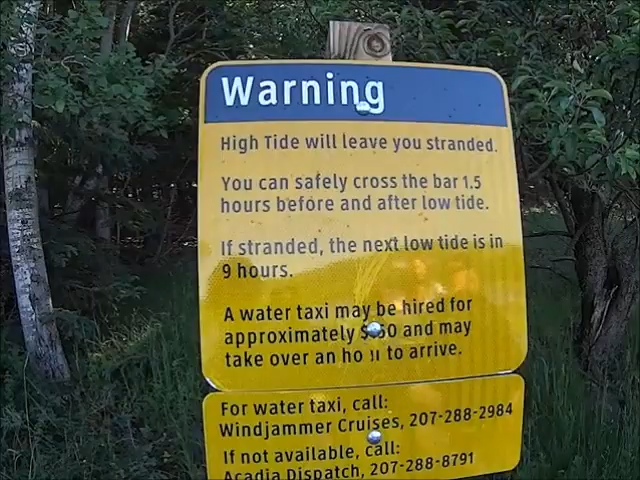 Warning
High Tide will leave you stranded.
You can safely cross the bar 1.5
hours before and after low tide.
If stranded, the next low tide is in
9 hours.
A water taxi may be hired for
approximately and may
take over an to arrive.
For water taxi, call:
Windjammer Cruises, 207-288-2984
If not available, call:
Acadia Dispatch, 207-288-8791